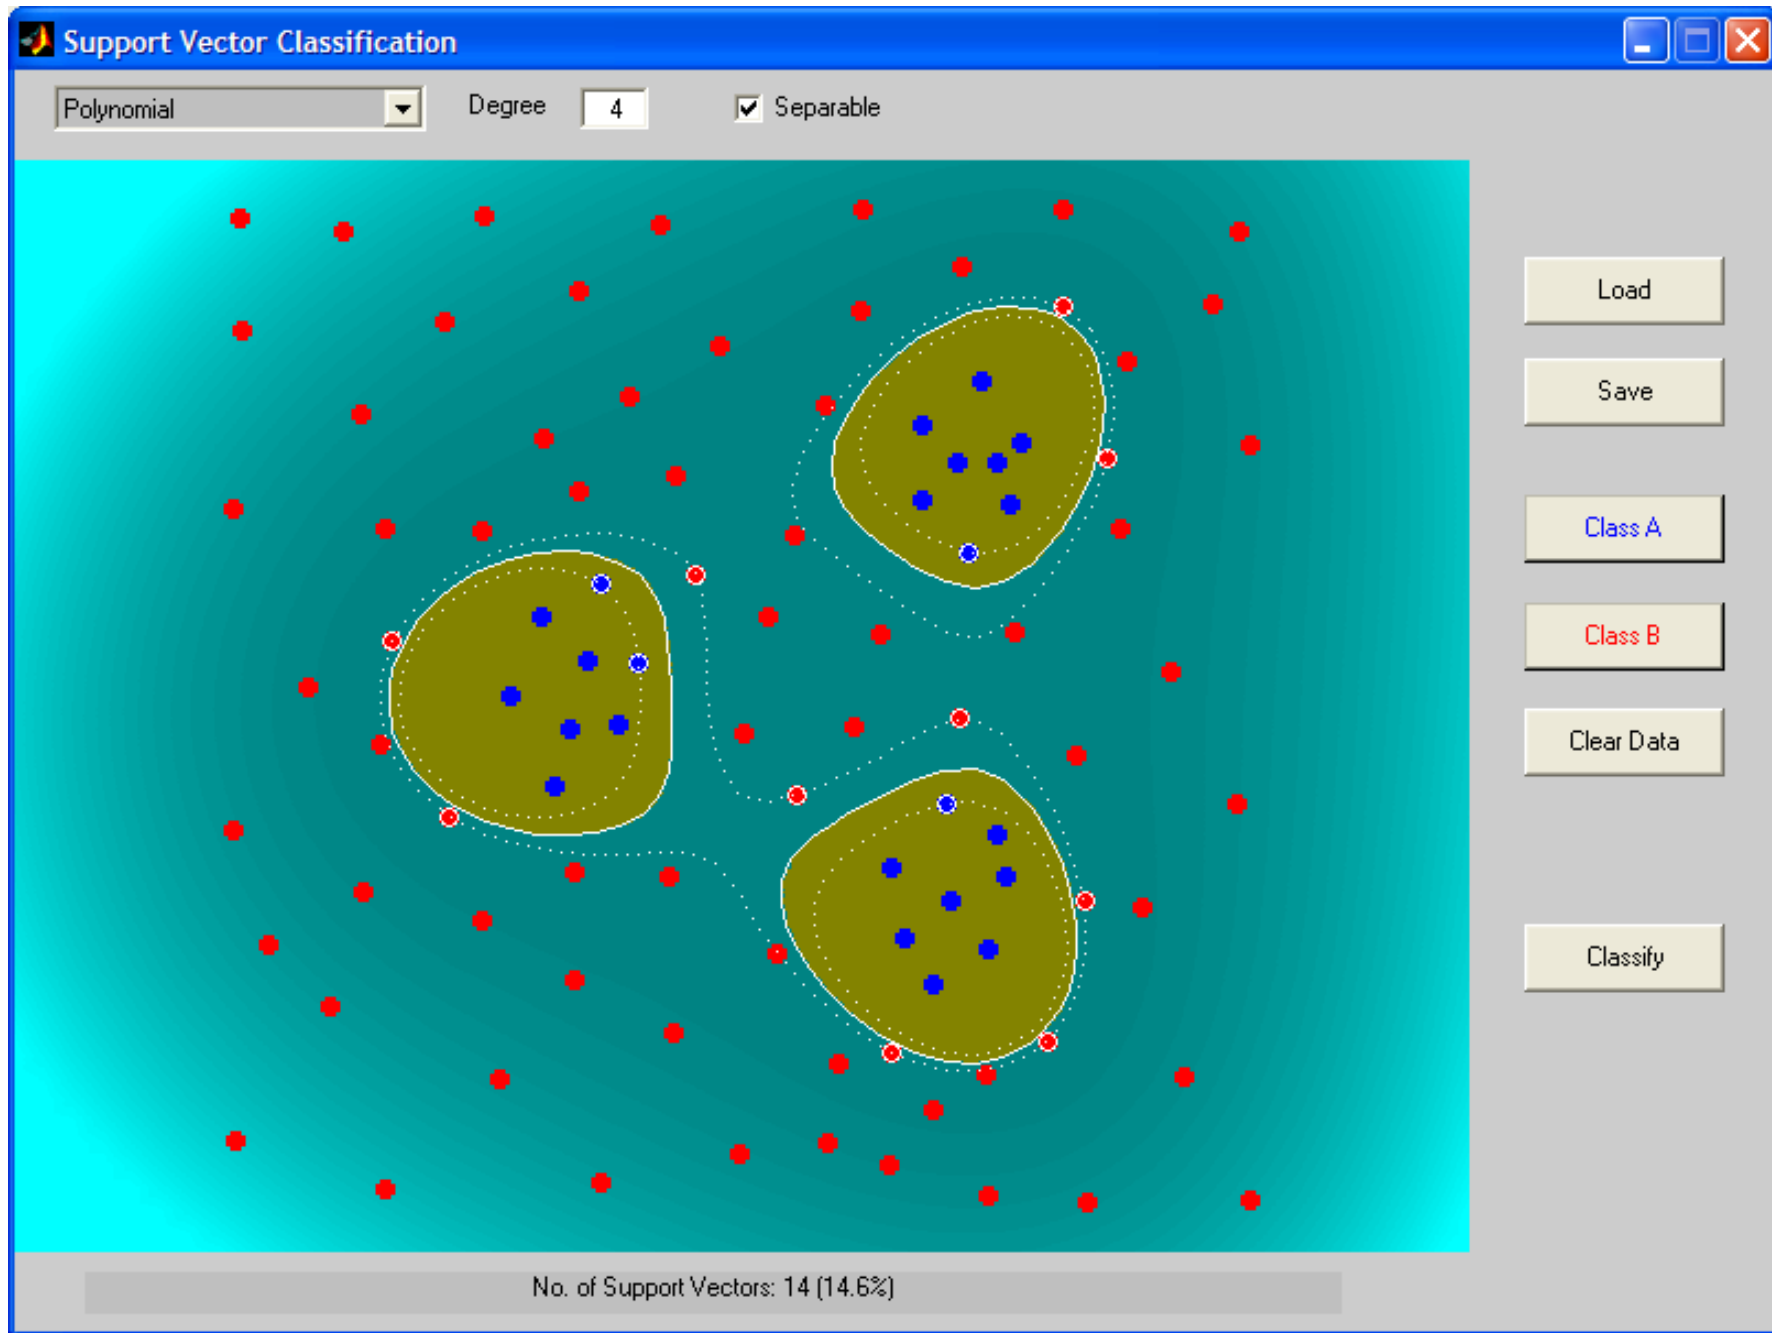 Support Vector Classification
Polynomial Degree 4 Separable
Load
Save
Class A
Class B
Clear Data
Classify
No. of Support Vectors: 14 (14.6%)